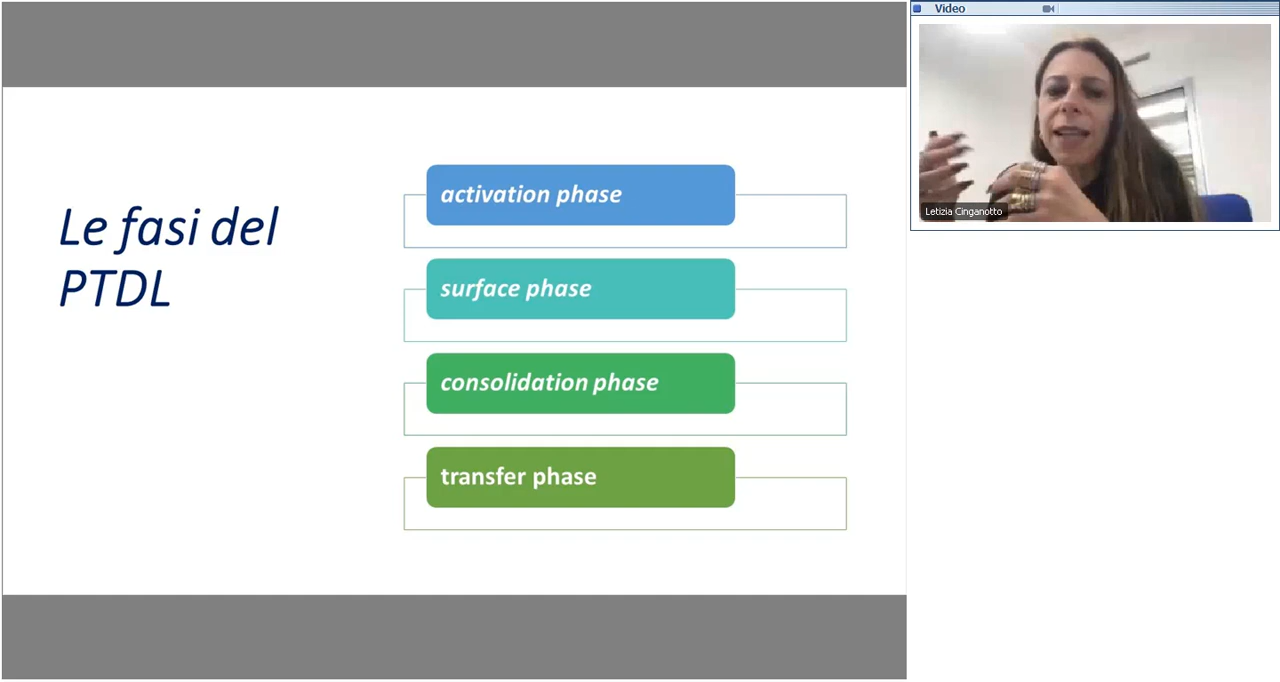 Le fasi del
PTDL
activation phase
surface phase
consolidation phase
transfer phase
Video
Letizia Cinganotto